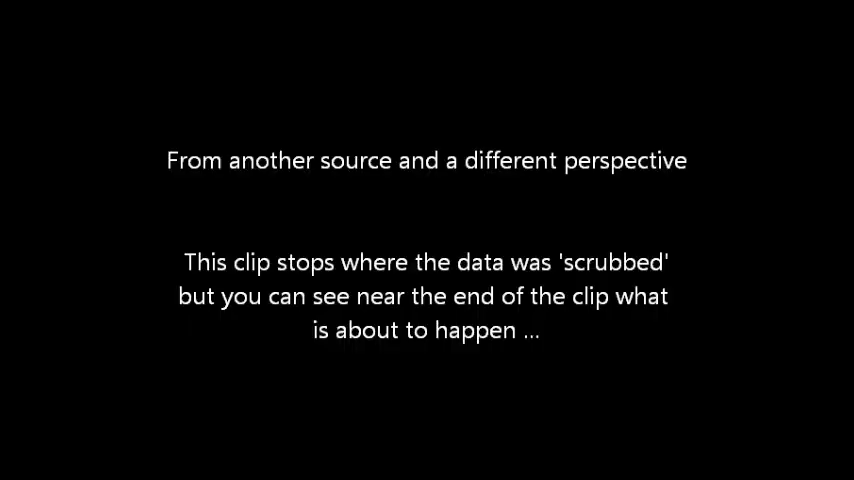 From another source and a different perspective
This clip stops where the data was 'scrubbed'
but you can see near the end of the clip what
is about to happen ...